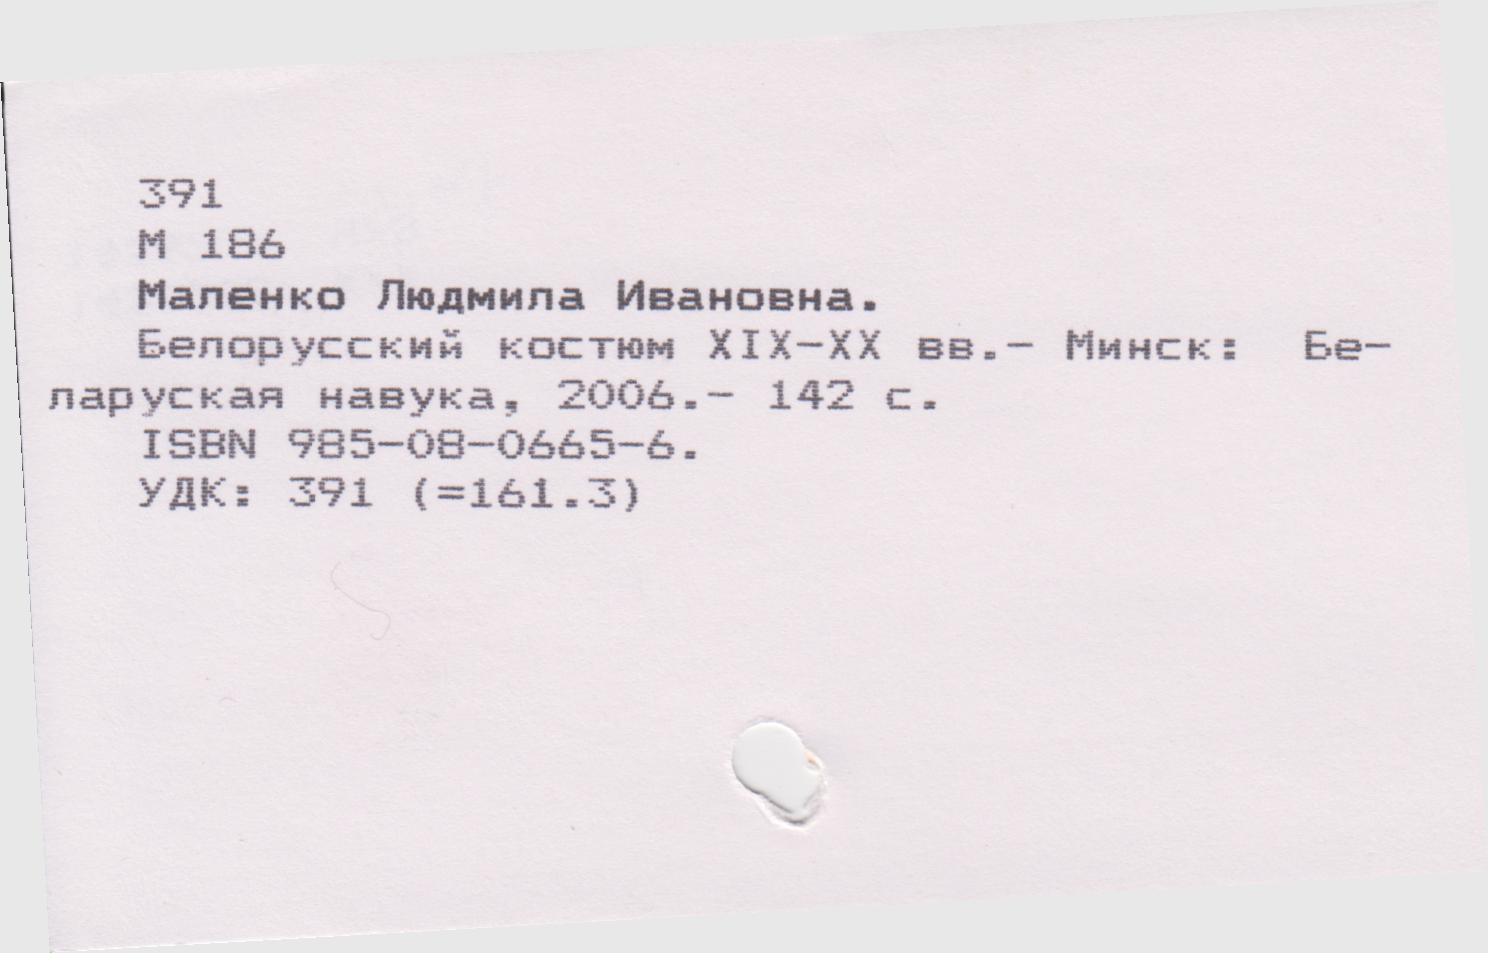 391
М 186
Маленко Людмила Ивановна.
Белорусский костюм XIX-XX вв.- Минск: Бе-
ларуская навука, 2006.- 142 с.
ISBN 985-08-0665-6.
УДК: 391 (=161.3)